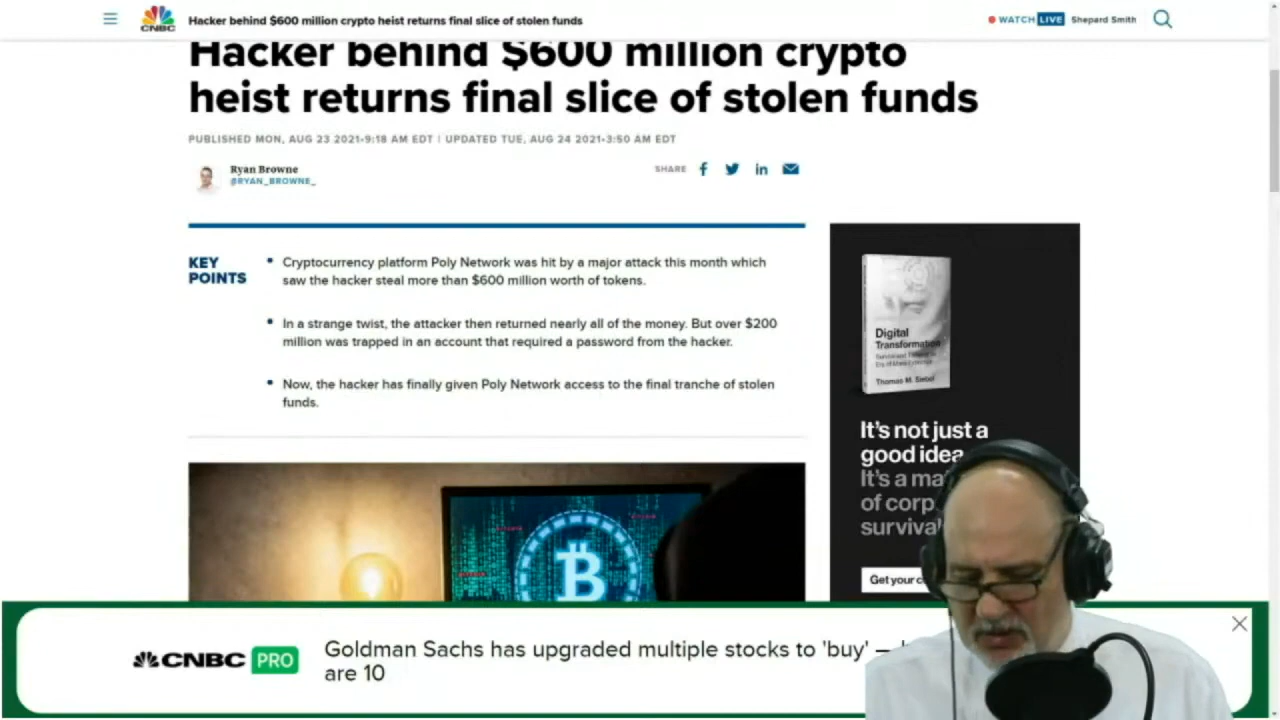 CNBC
Hacker behind $600 million crypto heist returns final slice of stolen funds
WATCH LIVE
Shepard Smith
Hacker behind $600 million crypto
heist returns final slice of stolen funds
PUBLISHED MON, AUG 23 2021•9:18 AM EDT | UPDATED TUE, AUG 24 2021•3:50 AM EDT
Ryan Browne
@RYAN_BROWNE_
SHARE
KEY
POINTS
Cryptocurrency platform Poly Network was hit by a major attack this month which
saw the hacker steal more than $600 million worth of tokens.
In a strange twist, the attacker then returned nearly all of the money. But over $200
million was trapped in an account that required a password from the hacker.
Now, the hacker has finally given Poly Network access to the final tranche of stolen
funds.
Digital
Transformation
Thomas M. Siebel
It's not just a
good idea
It's a
of corp
survival
Get your
CNBC PRO
Goldman Sachs has upgraded multiple stocks to 'buy' —
are 10